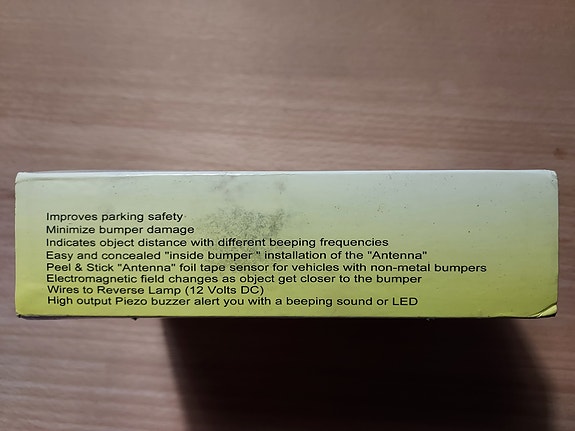 Improves parking safety
Minimize bumper damage
Indicates object distance with different beeping frequencies
Easy and concealed "inside bumper " installation of the "Antenna"
Peel & Stick "Antenna" foil tape sensor for vehicles with non-metal bumpers
Electromagnetic field changes as object get closer to the bumper
Wires to Reverse Lamp (12 Volts DC)
High output Piezo buzzer alert you with a beeping sound or LED